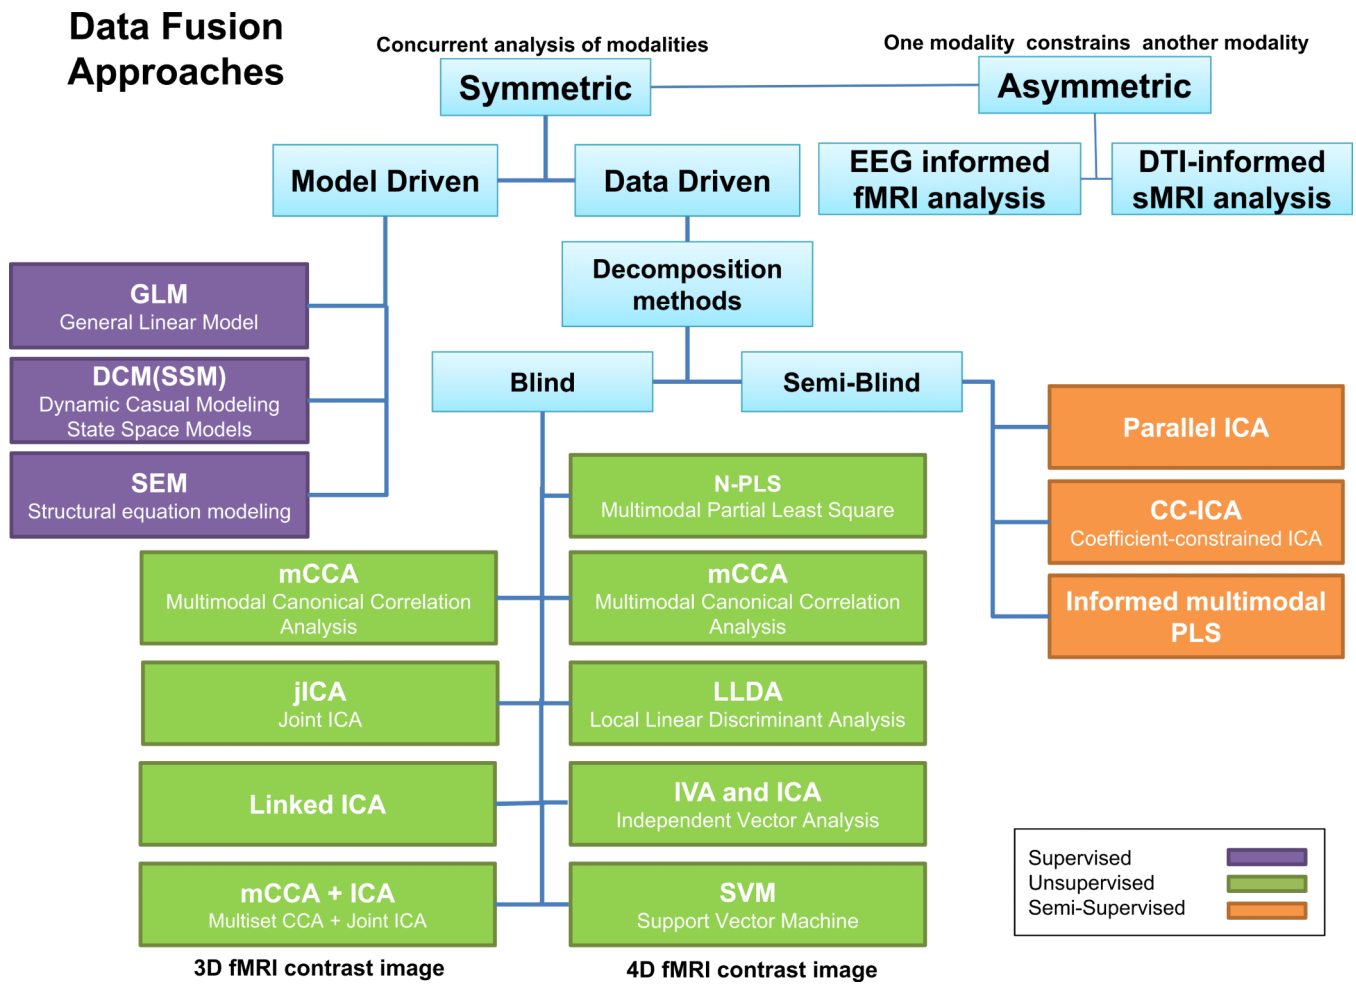 Data Fusion
Approaches
Concurrent analysis of modalities
One modality constrains another modality
Symmetric
Asymmetric
Model Driven
Data Driven
EEG informed
fMRI analysis
DTI-informed
sMRI analysis
Decomposition
methods
GLM
General Linear Model
DCM(SSM)
Dynamic Casual Modeling
State Space Models
SEM
Structural equation modeling
Blind
Semi-Blind
Parallel ICA
CC-ICA
Coefficient-constrained ICA
Informed multimodal
PLS
N-PLS
Multimodal Partial Least Square
mCCA
Multimodal Canonical Correlation
Analysis
mCCA
Multimodal Canonical Correlation
Analysis
jICA
Joint ICA
LLDA
Local Linear Discriminant Analysis
Linked ICA
IVA and ICA
Independent Vector Analysis
mCCA + ICA
Multiset CCA + Joint ICA
SVM
Support Vector Machine
3D fMRI contrast image
4D fMRI contrast image
Supervised
Unsupervised
Semi-Supervised